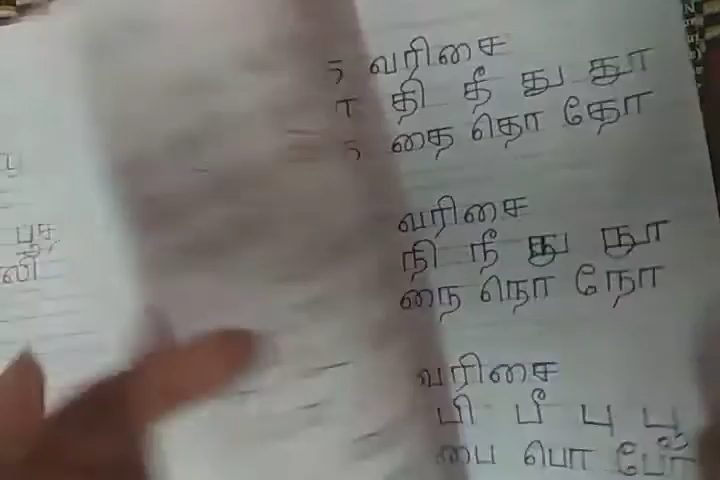 வரிசை
தி தீ து தூ
தை தொ தோ
வரிசை
நி நீ நு நூ
நை நொ நோ
வரிசை
பி பீ பு பூ
பை பொ போ